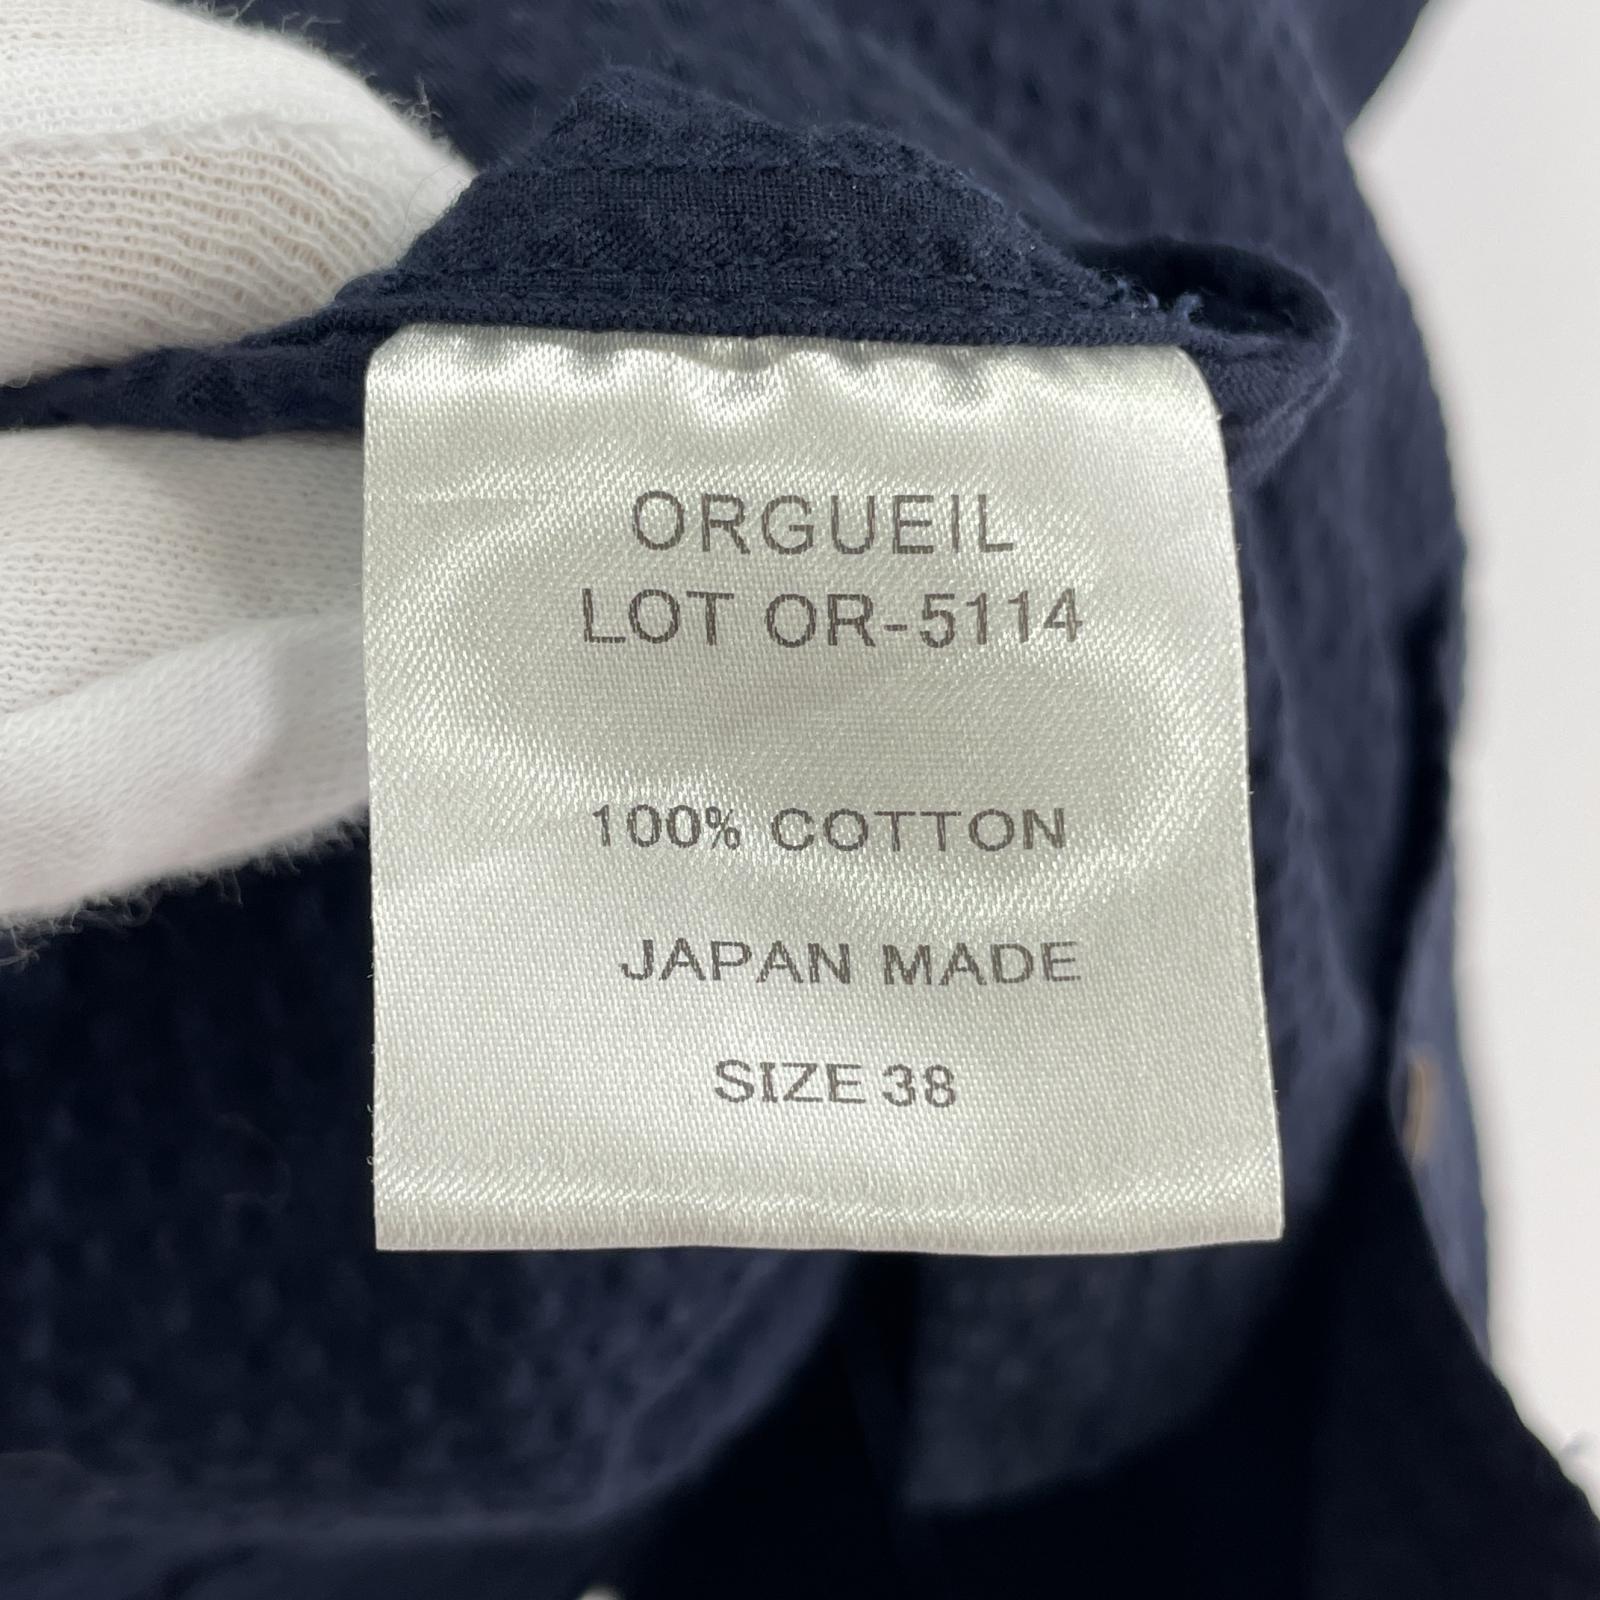 ORGUEIL
LOT OR-5114
100% COTTON
JAPAN MADE
SIZE 38